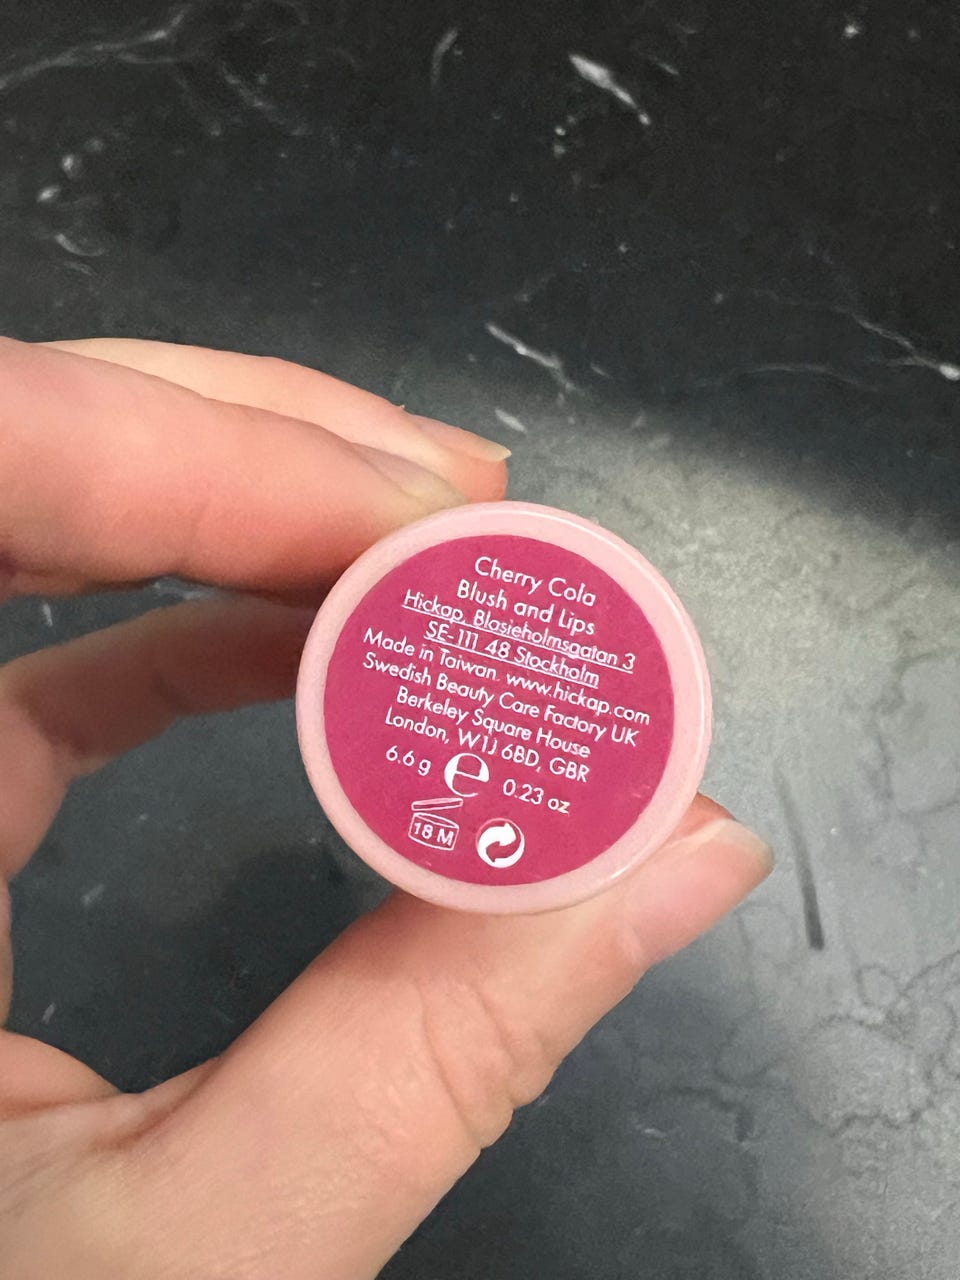 Cherry Cola
Blush and Lips
Hickap, Blasieholmsgatan 3
SE-111 48 Stockholm
Made in Taiwan. www.hickap.com
Swedish Beauty Care Factory UK
Berkeley Square House
London, W1J 6BD, GBR
6.6 g e 0.23 oz
18 M